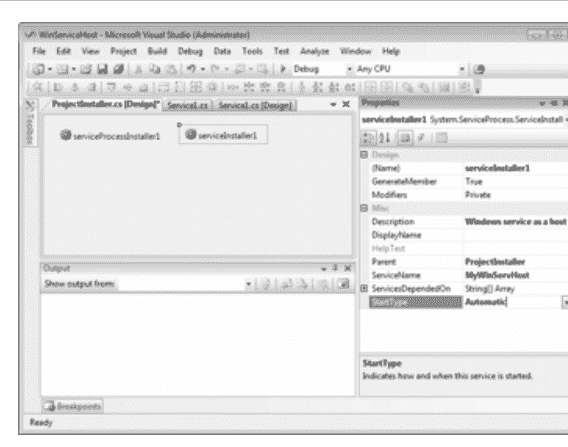 WinServiceHost - Microsoft Visual Studio (Administrator)
File Edit View Project Build Debug Data Tools Test Analyze Window Help
Debug Any CPU
ProjectInstaller.cs [Design]* Service1.cs Service1.cs [Design]
Toolbox
serviceProcessInstaller1 serviceInstaller1
Output
Show output from:
Breakpoints
Ready
Properties
serviceInstaller1 System.ServiceProcess.ServiceInstall
Design
(Name) serviceInstaller1
GenerateMember True
Modifiers Private
Misc
Description Windows service as a host
DisplayName
HelpText
Parent ProjectInstaller
ServiceName MyWinServHost
ServicesDependedOn String[] Array
StartType Automatic
StartType
Indicates how and when this service is started.